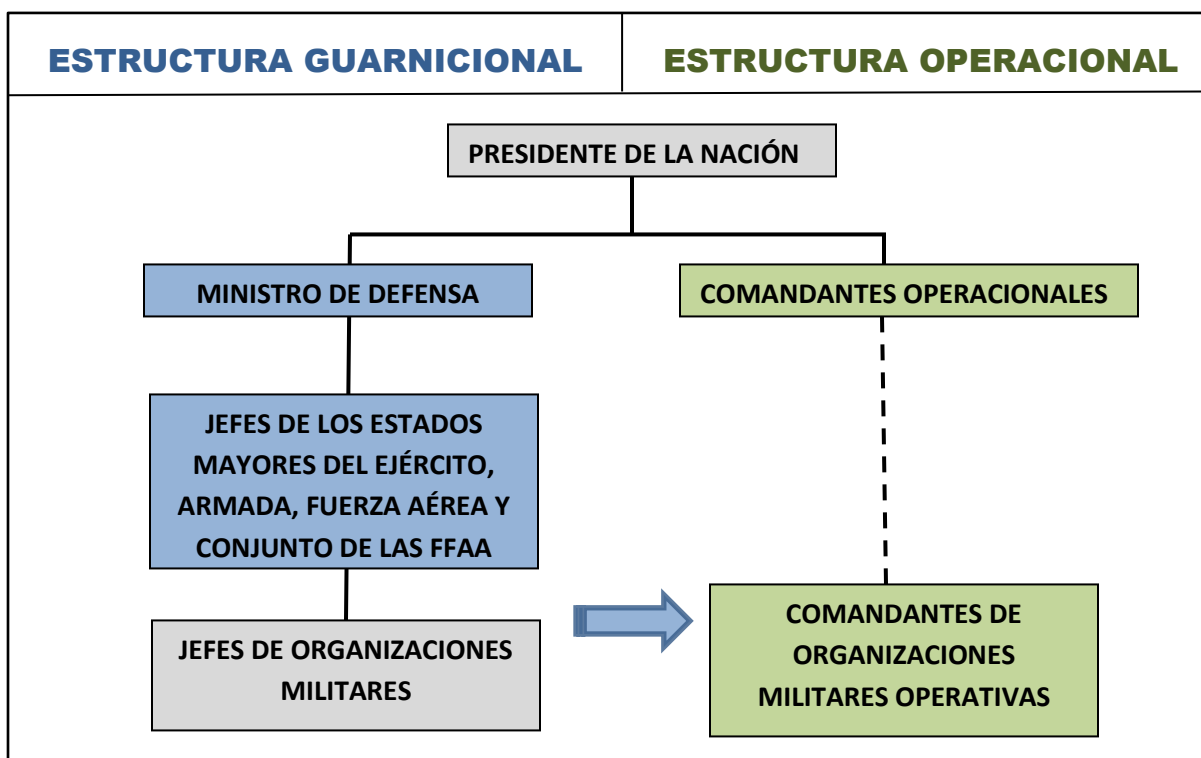 ESTRUCTURA GUARNICIONAL
ESTRUCTURA OPERACIONAL
PRESIDENTE DE LA NACIÓN
MINISTRO DE DEFENSA
COMANDANTES OPERACIONALES
JEFES DE LOS ESTADOS
MAYORES DEL EJÉRCITO,
ARMADA, FUERZA AÉREA Y
CONJUNTO DE LAS FFAA
JEFES DE ORGANIZACIONES
MILITARES
COMANDANTES DE
ORGANIZACIONES
MILITARES OPERATIVAS